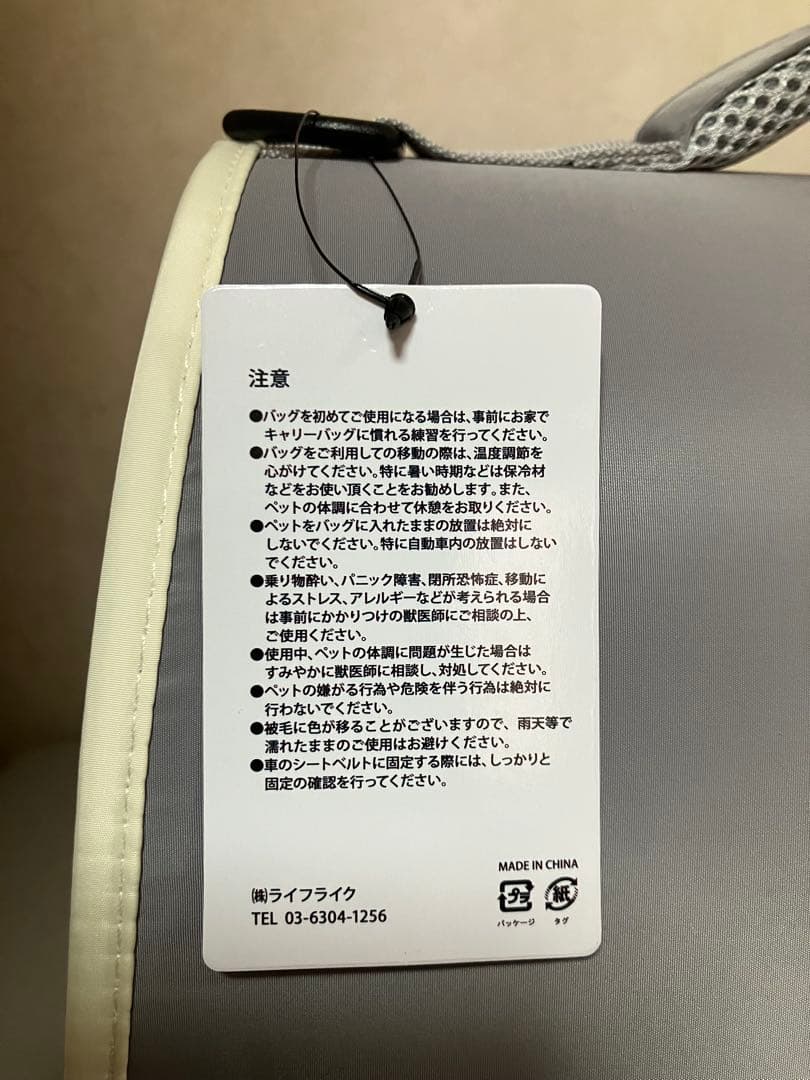 注意
●バッグを初めてご使用になる場合は、事前にお家で
キャリーバッグに慣れる練習を行ってください。
●バッグをご利用しての移動の際は、温度調節を
心がけてください。特に暑い時期などは保冷材
などをお使い頂くことをお勧めします。また、
ペットの体調に合わせて休憩をお取りください。
●ペットをバッグに入れたままの放置は絶対に
しないでください。特に自動車内の放置はしない
でください。
●乗り物酔い、パニック障害、閉所恐怖症、移動に
よるストレス、アレルギーなどが考えられる場合
は事前にかかりつけの獣医師にご相談の上、
ご使用ください。
●使用中、ペットの体調に問題が生じた場合は
すみやかに獣医師に相談し、対処してください。
●ペットの嫌がる行為や危険を伴う行為は絶対に
行わないでください。
●被毛に色が移ることがございますので、雨天等で
濡れたままのご使用はお避けください。
●車のシートベルトに固定する際には、しっかりと
固定の確認を行ってください。
MADE IN CHINA
㈱ライフライク
TEL 03-6304-1256
プラ 紙
パッケージ タグ